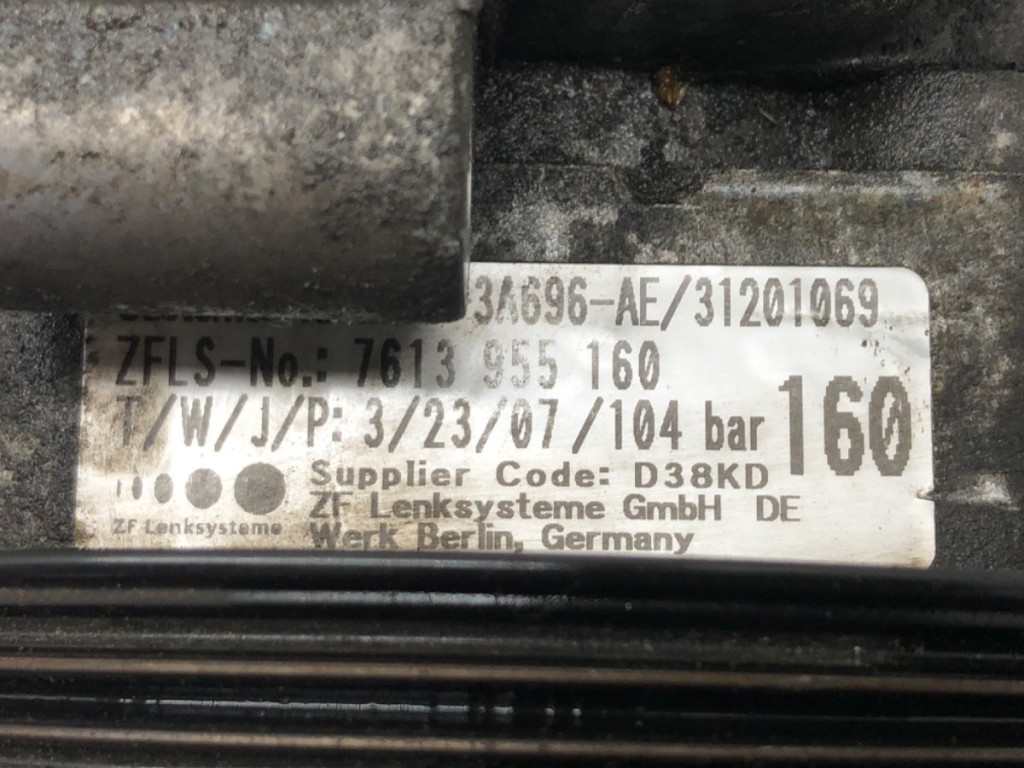 3A696-AE/31201069
ZFLS-No.: 7613 955 160
T/W/J/P: 3/23/07/104 bar
160
Supplier Code: D38KD
ZF Lenksysteme GmbH DE
Werk Berlin, Germany
ZF Lenksysteme